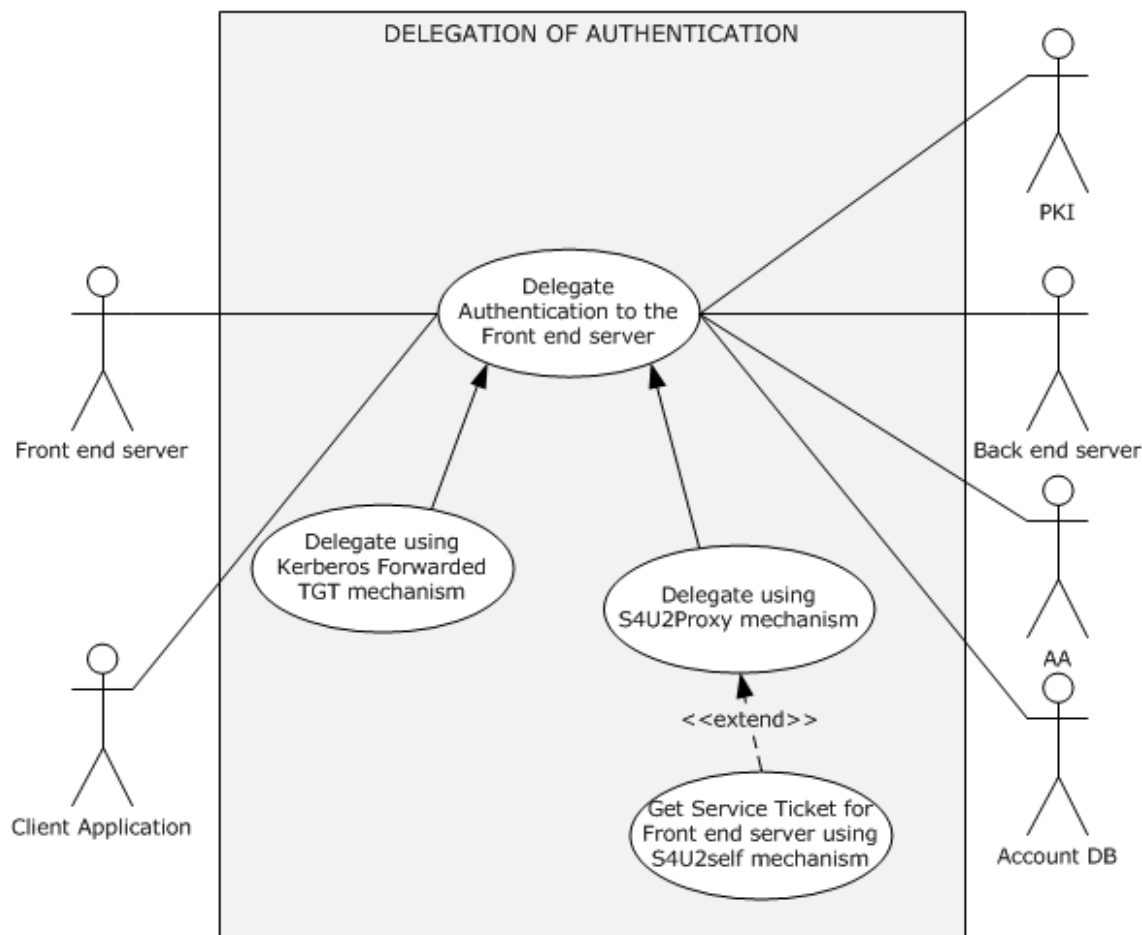 DELEGATION OF AUTHENTICATION
PKI
Delegate
Authentication to the
Front end server
Front end server
Back end server
Delegate using
Kerberos Forwarded
TGT mechanism
Delegate using
S4U2Proxy mechanism
AA
<<extend>>
Get Service Ticket for
Front end server using
S4U2self mechanism
Client Application
Account DB